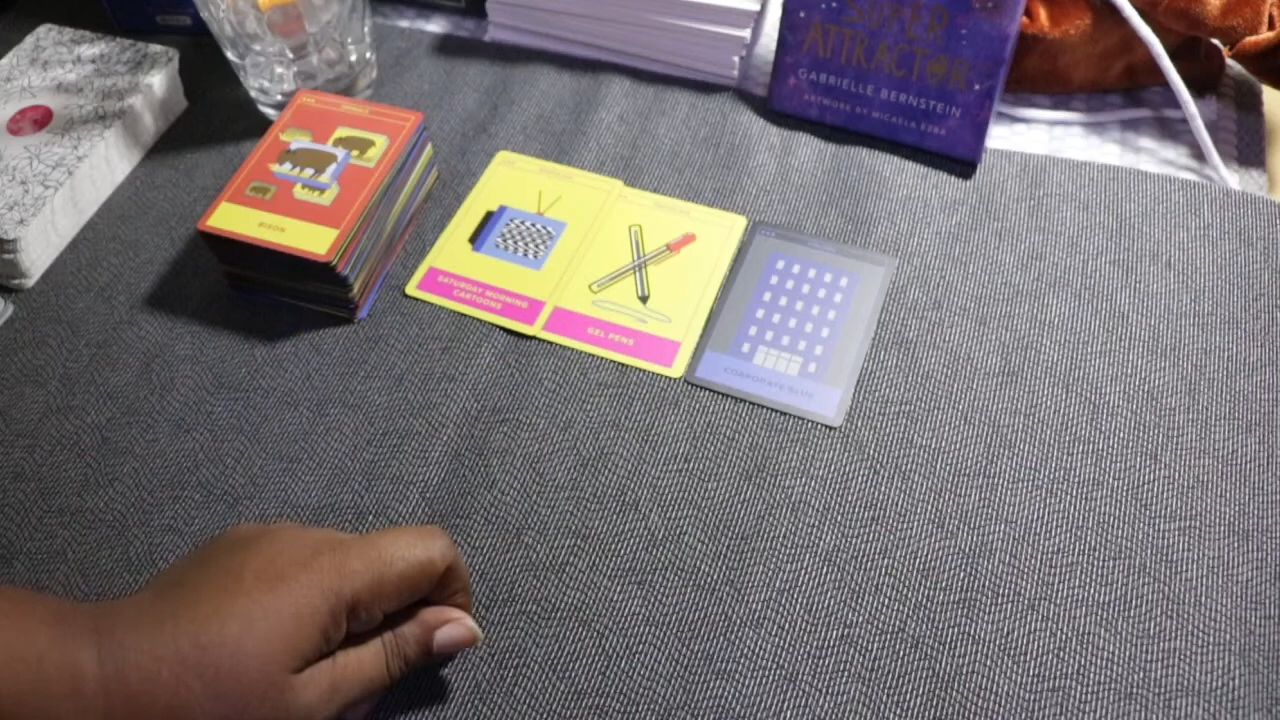 SUPER
ATTRACTOR
GABRIELLE BERNSTEIN
ARTWORK BY MICAELA EZRA
BISON
SATURDAY MORNING
CARTOONS
GEL PENS
CORPORATE BLUE